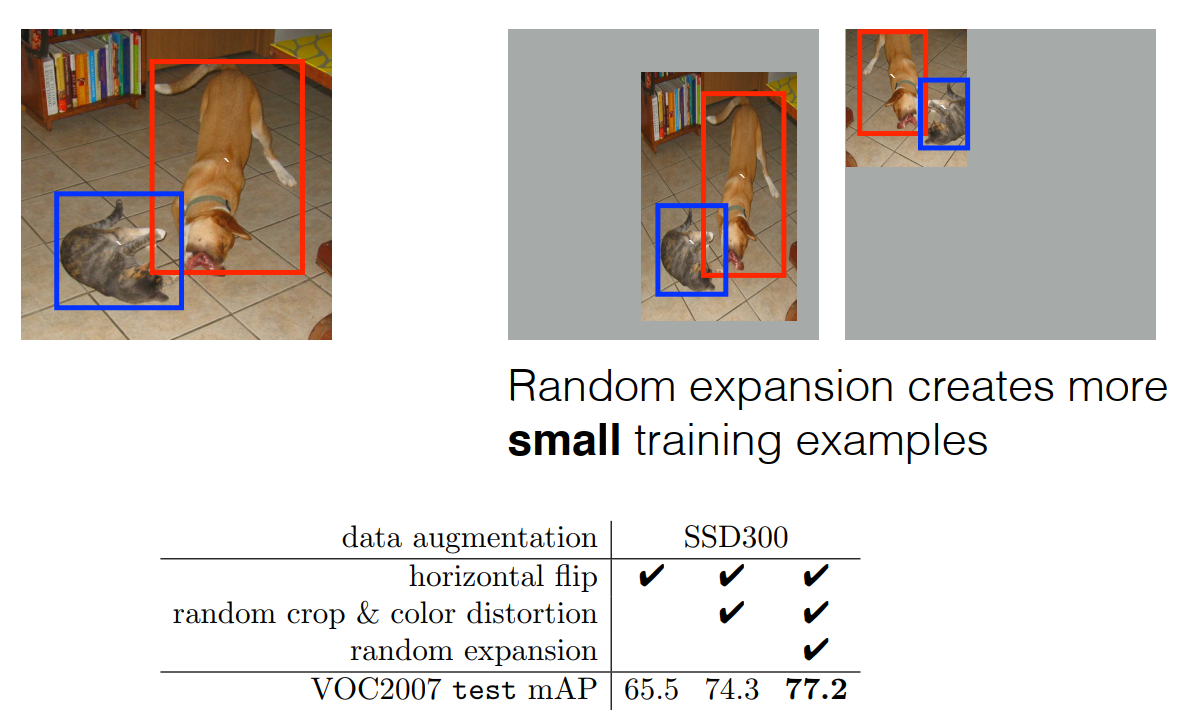 Random expansion creates more
small training examples
data augmentation SSD300
horizontal flip ✔ ✔ ✔
random crop & color distortion ✔ ✔
random expansion ✔
VOC2007 test mAP 65.5 74.3 77.2